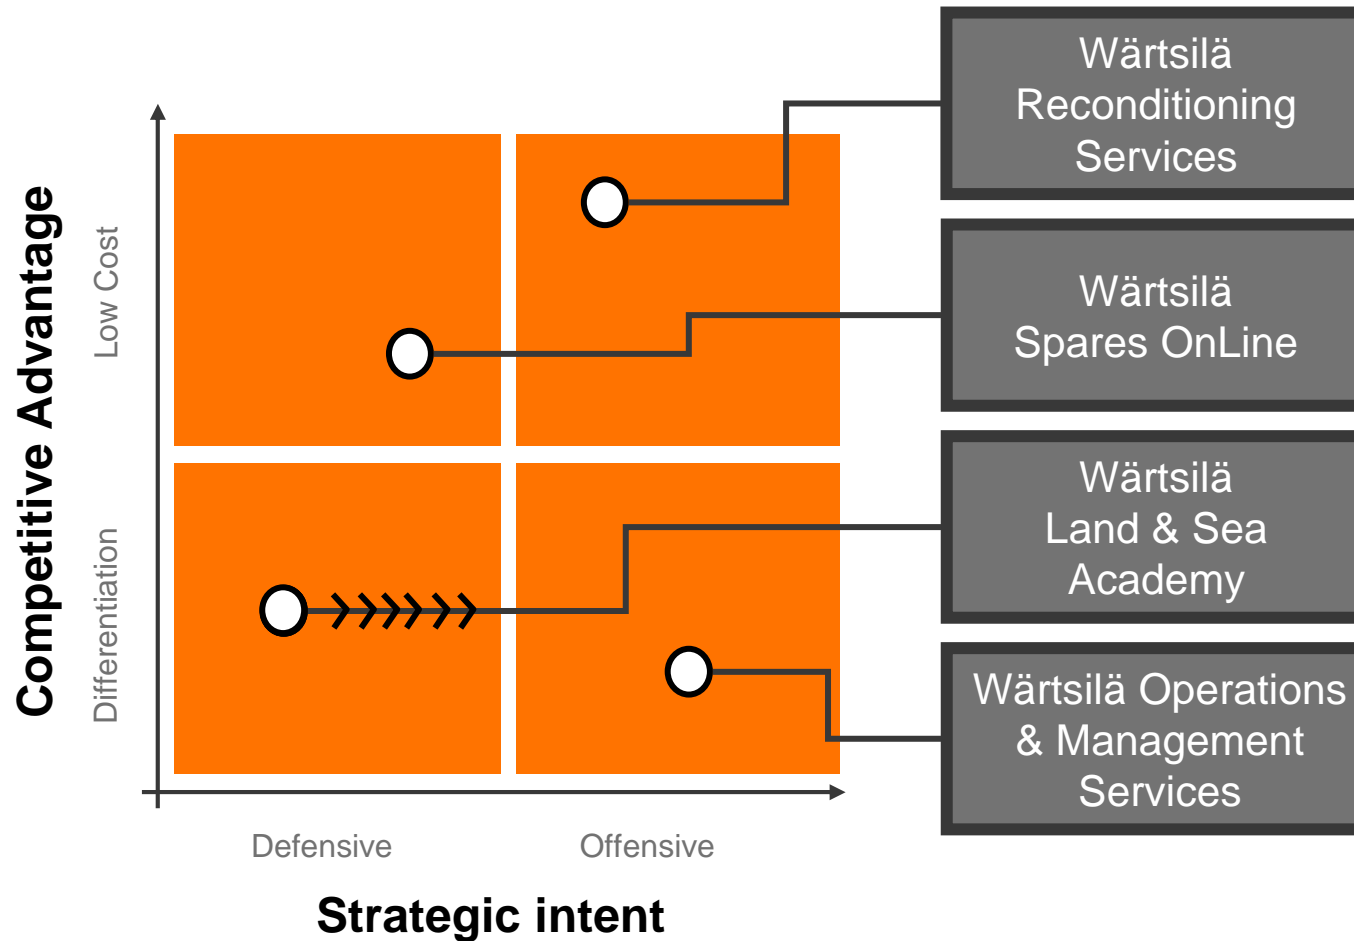 Competitive Advantage
Low Cost
Differentiation
Defensive
Offensive
Strategic intent
Wärtsilä
Reconditioning
Services
Wärtsilä
Spares OnLine
Wärtsilä
Land & Sea
Academy
Wärtsilä Operations
& Management
Services